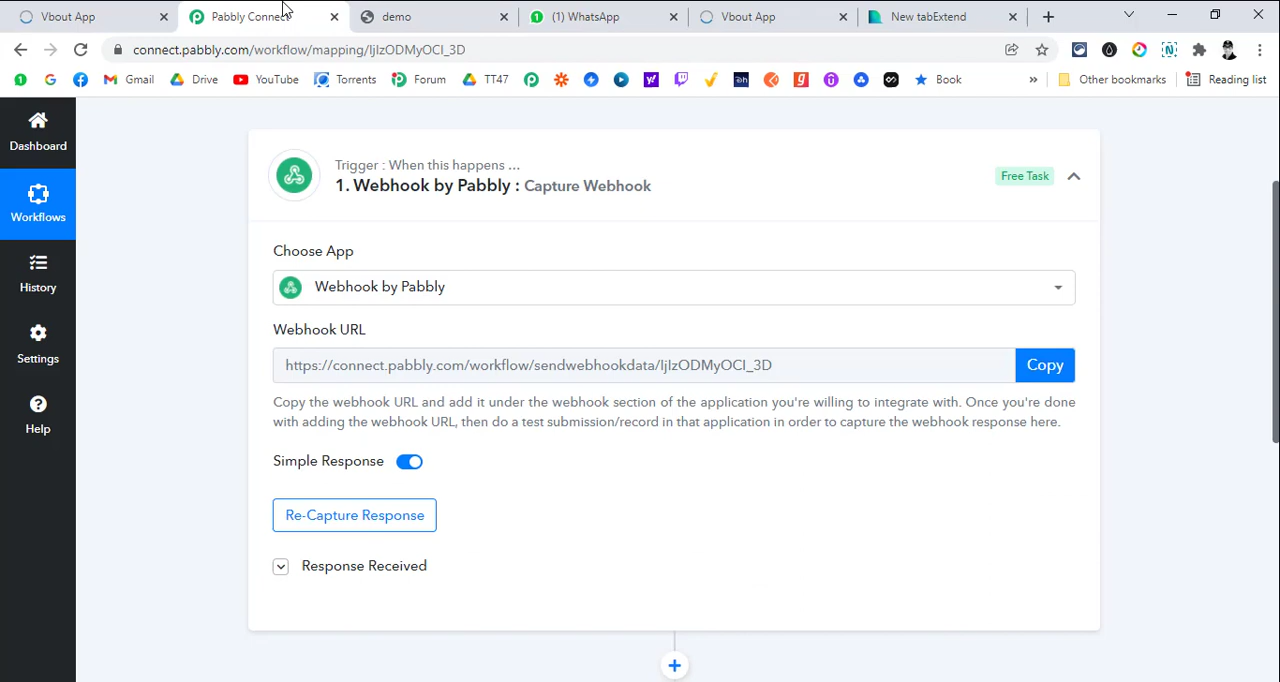 Vbout App
Pabbly Connect
demo
(1) WhatsApp
Vbout App
New tabExtend
connect.pabbly.com/workflow/mapping/IjIzODMyOCI_3D
Gmail
Drive
YouTube
Torrents
Forum
TT47
Book
»
Other bookmarks
Reading list
Dashboard
Workflows
History
Settings
Help
Trigger : When this happens ...
1. Webhook by Pabbly : Capture Webhook
Free Task
Choose App
Webhook by Pabbly
Webhook URL
https://connect.pabbly.com/workflow/sendwebhookdata/IjIzODMyOCI_3D
Copy
Copy the webhook URL and add it under the webhook section of the application you're willing to integrate with. Once you're done
with adding the webhook URL, then do a test submission/record in that application in order to capture the webhook response here.
Simple Response
Re-Capture Response
Response Received